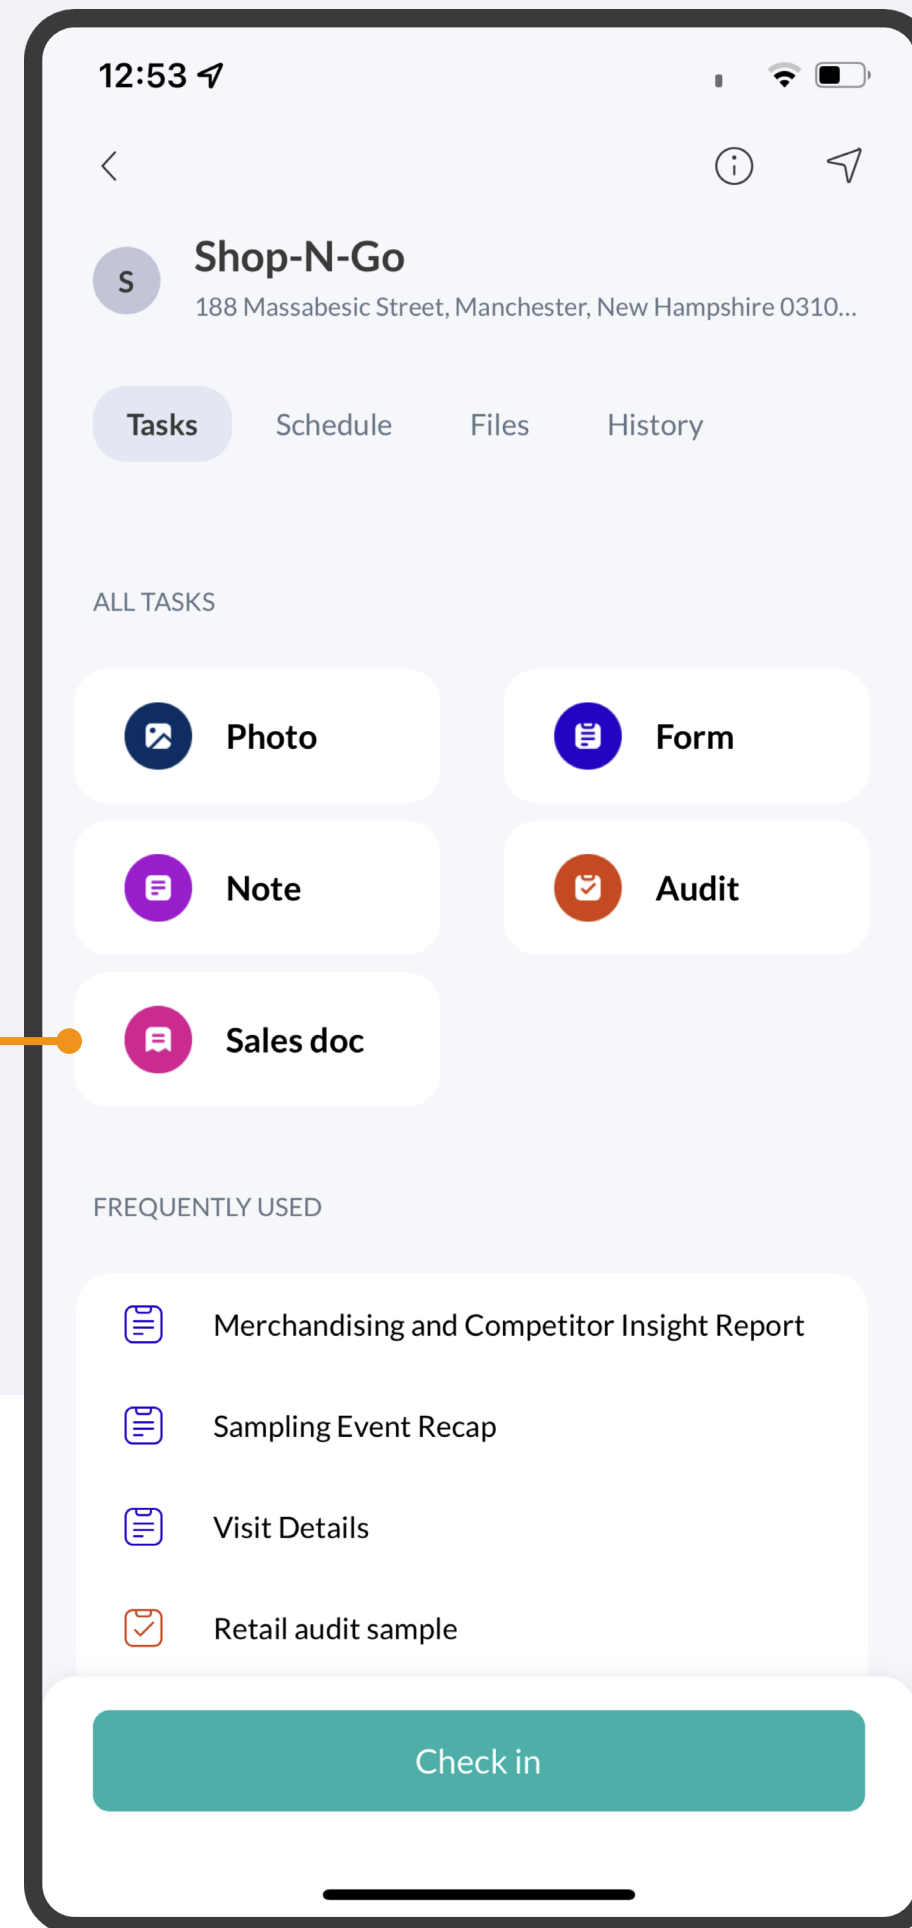 12:53
S
Shop-N-Go
188 Massabesic Street, Manchester, New Hampshire 0310...
Tasks Schedule Files History
ALL TASKS
Photo Form
Note Audit
Sales doc
FREQUENTLY USED
Merchandising and Competitor Insight Report
Sampling Event Recap
Visit Details
Retail audit sample
Check in